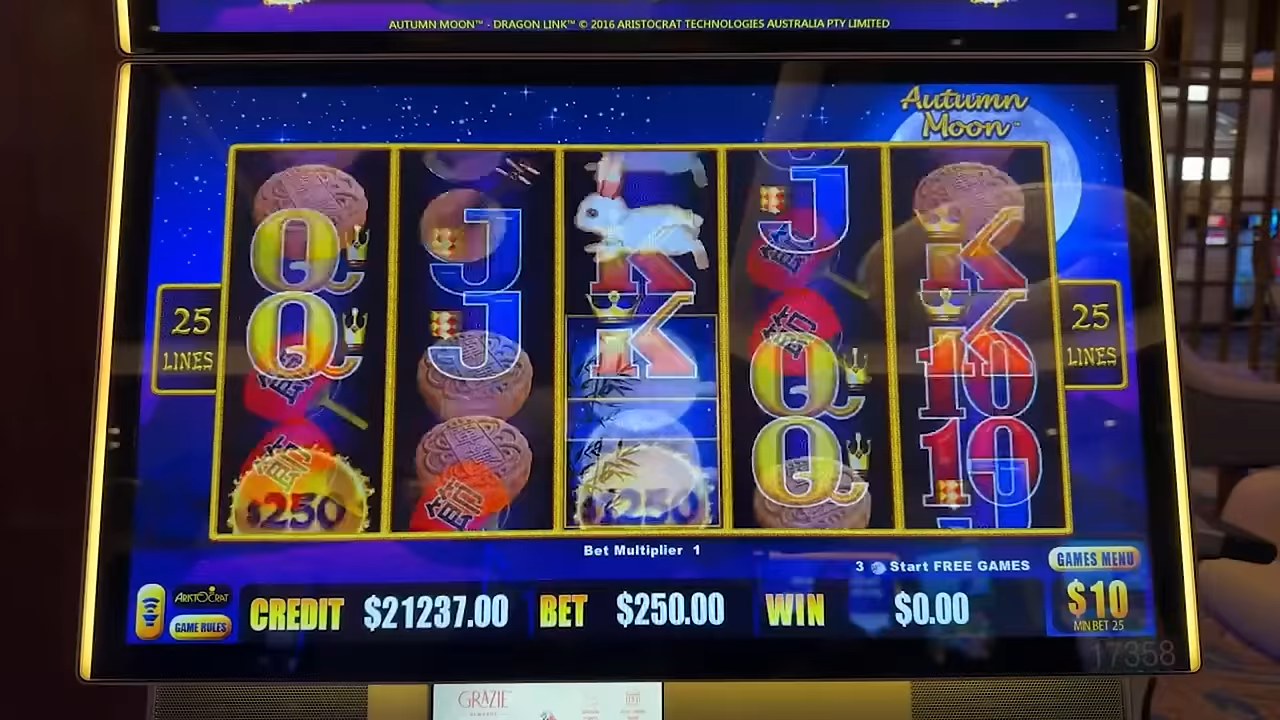 AUTUMN MOON™ - DRAGON LINK™ © 2016 ARISTOCRAT TECHNOLOGIES AUSTRALIA PTY LIMITED
Autumn
Moon™
25
LINES
25
LINES
Q
J
K
J
K
Q
J
K
Q
10
Q
10
$250
$250
J
Bet Multiplier 1
3 Start FREE GAMES
GAMES MENU
ARISTOCRAT
GAME RULES
CREDIT $21237.00 BET $250.00 WIN $0.00
$10
MIN BET 25
17358
GRAZIE